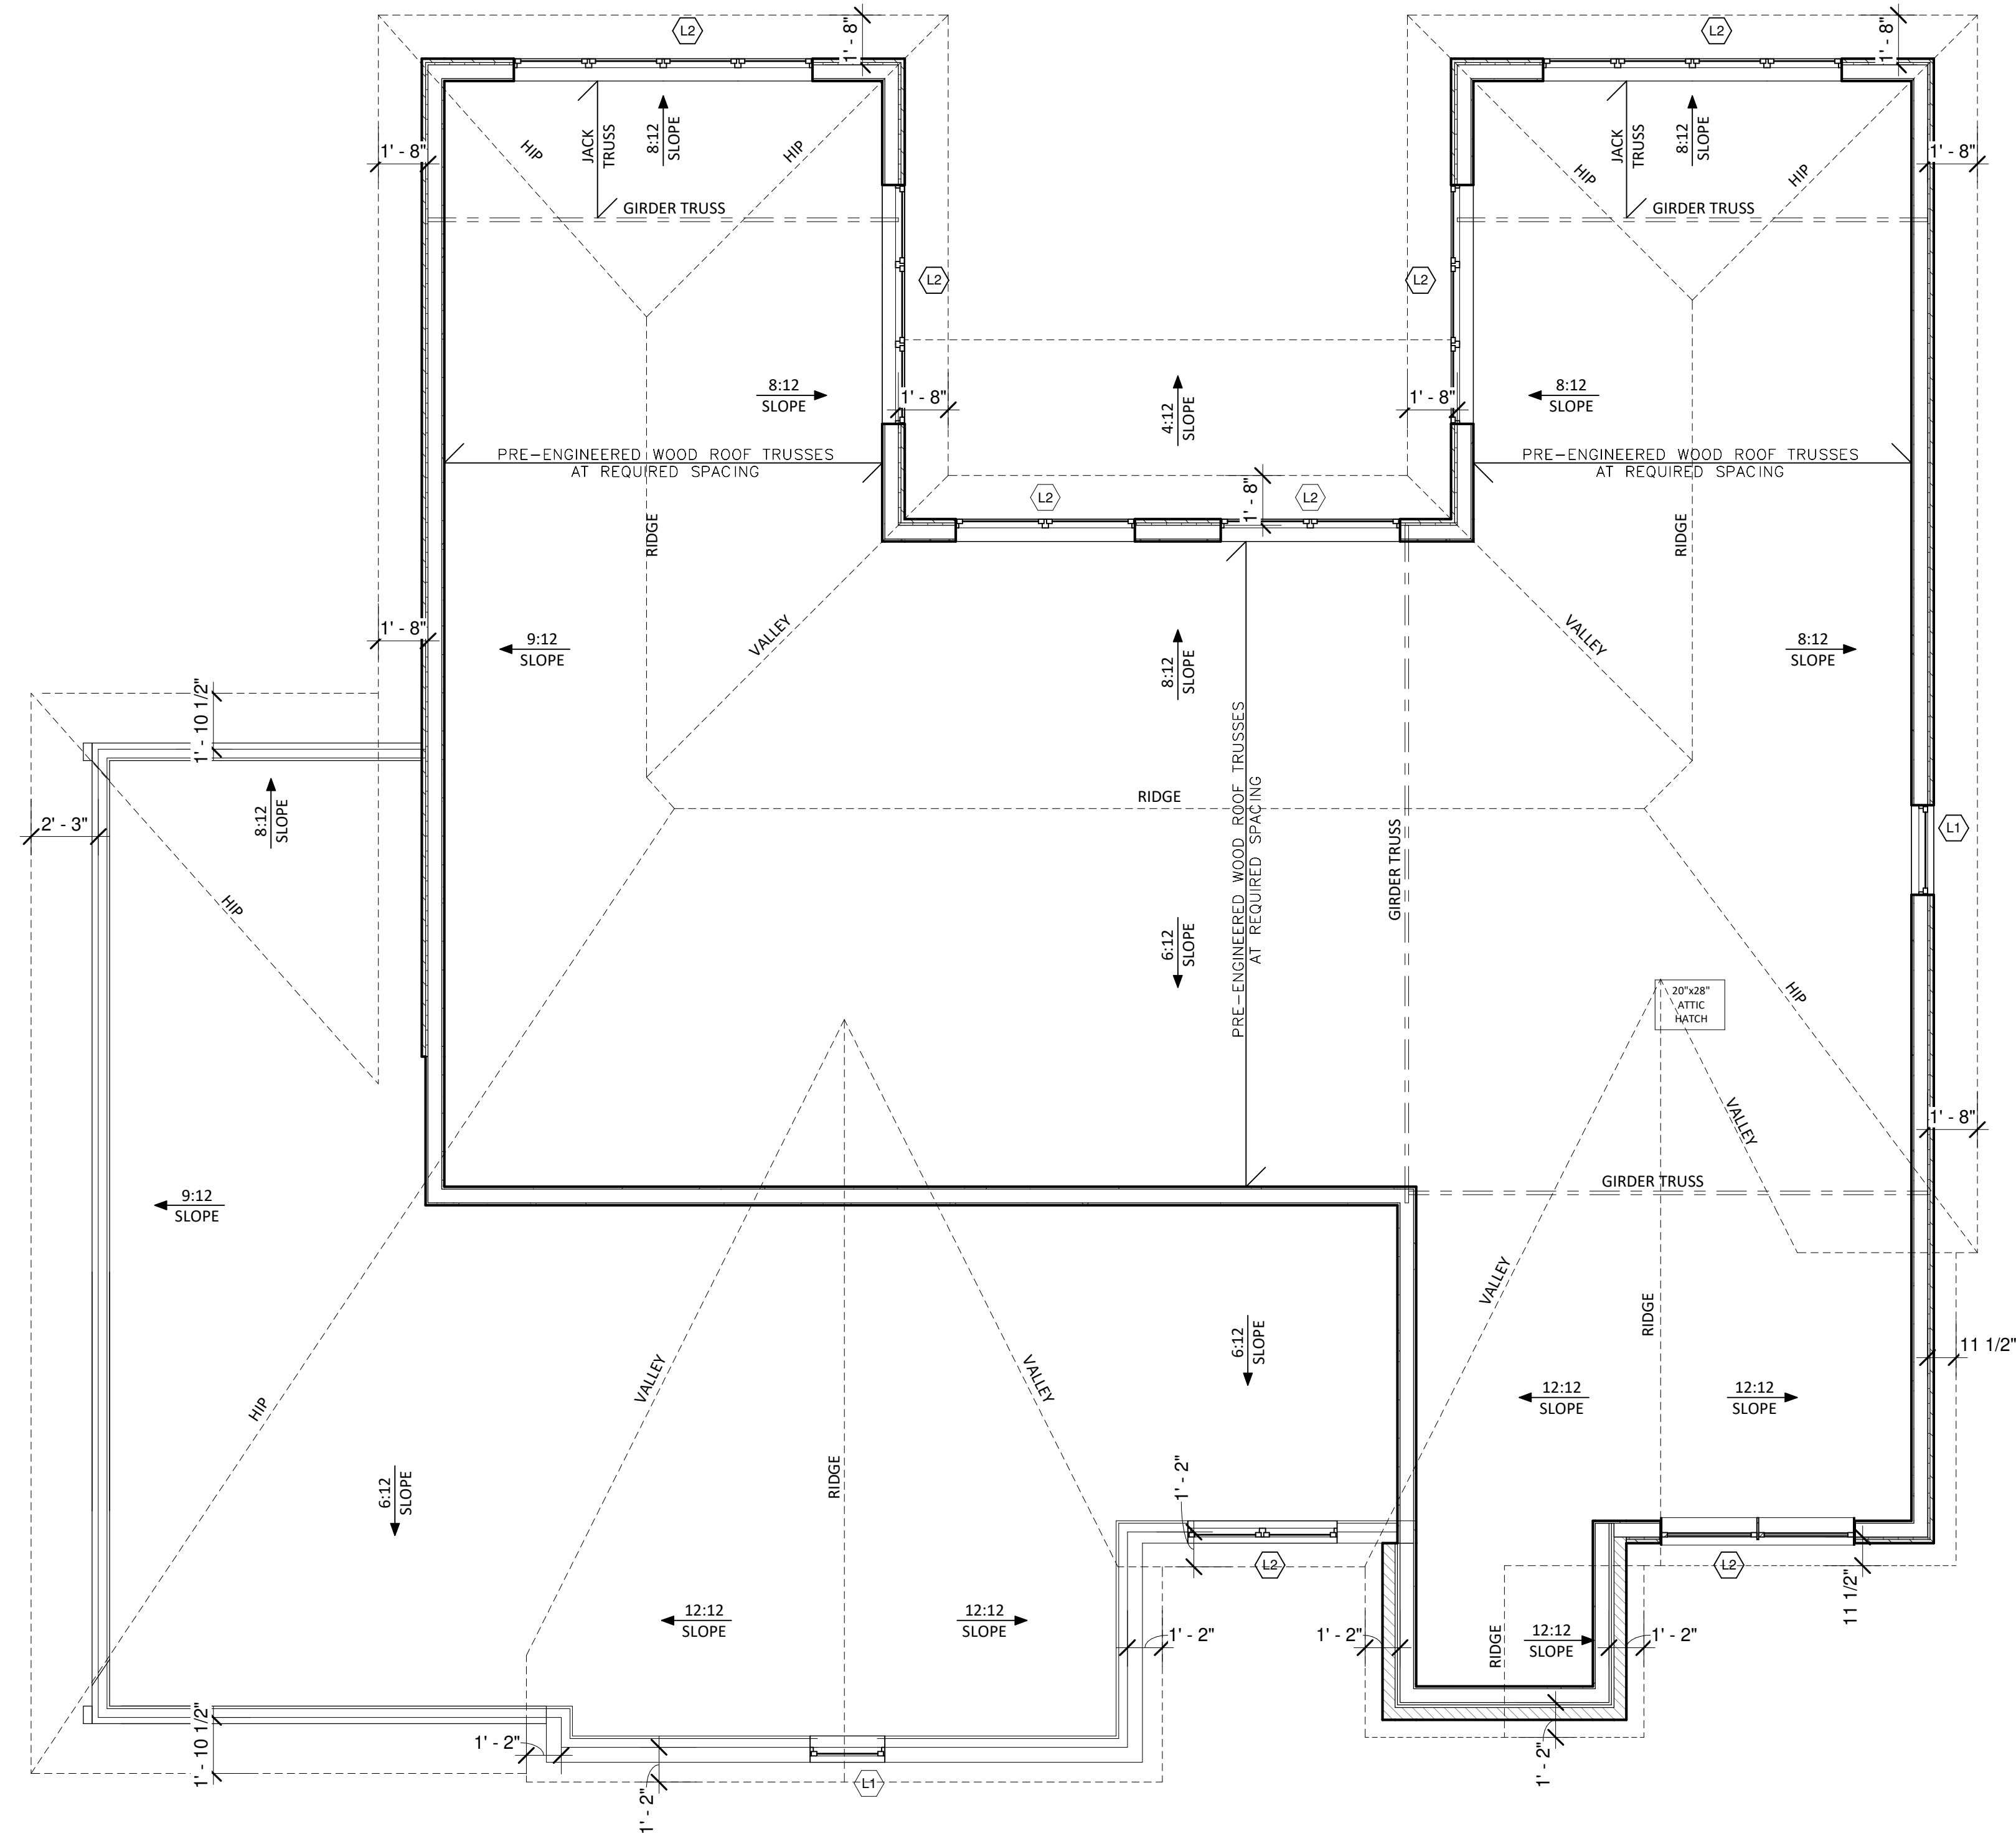 L2
1' - 8"
L2
1' - 8"
1' - 8"
HIP
JACK
TRUSS
8:12
SLOPE
HIP
HIP
JACK
TRUSS
8:12
SLOPE
HIP
1' - 8"
GIRDER TRUSS
GIRDER TRUSS
L2
L2
8:12
SLOPE
1' - 8"
4:12
SLOPE
1' - 8"
8:12
SLOPE
PRE-ENGINEERED WOOD ROOF TRUSSES
AT REQUIRED SPACING
PRE-ENGINEERED WOOD ROOF TRUSSES
AT REQUIRED SPACING
L2
1' - 8"
L2
RIDGE
RIDGE
1' - 8"
9:12
SLOPE
VALLEY
8:12
SLOPE
VALLEY
8:12
SLOPE
1' - 10 1/2"
PRE-ENGINEERED WOOD ROOF TRUSSES
AT REQUIRED SPACING
RIDGE
2' - 3"
8:12
SLOPE
GIRDER TRUSS
L1
HIP
6:12
SLOPE
20"x28"
ATTIC
HATCH
HIP
VALLEY
1' - 8"
9:12
SLOPE
GIRDER TRUSS
VALLEY
RIDGE
6:12
SLOPE
11 1/2"
HIP
VALLEY
VALLEY
12:12
SLOPE
12:12
SLOPE
6:12
SLOPE
RIDGE
1' - 2"
L2
L2
11 1/2"
12:12
SLOPE
12:12
SLOPE
1' - 2"
1' - 2"
RIDGE
12:12
SLOPE
1' - 2"
1' - 10 1/2"
1' - 2"
1' - 2"
L1
1' - 2"